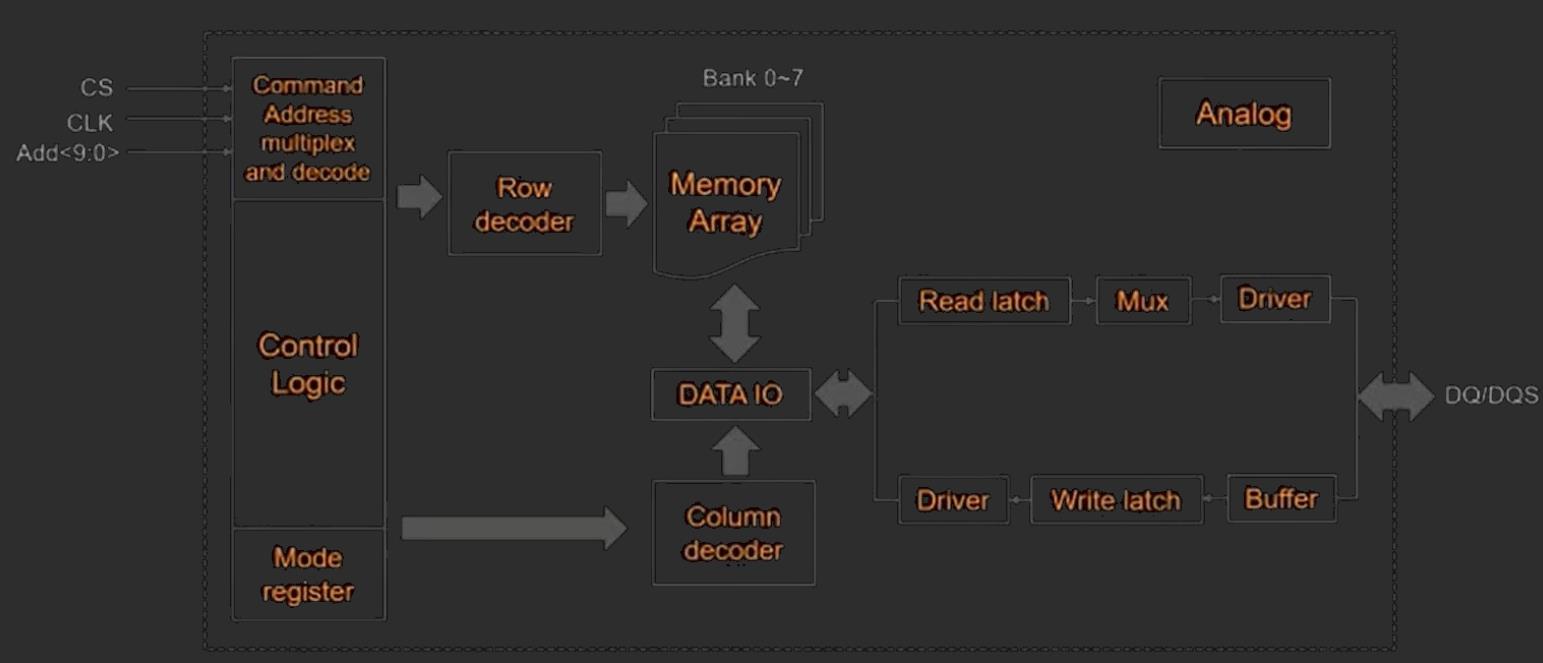 Bank 0~7
CS
CLK
Add<9:0>
Command
Address
multiplex
and decode
Analog
Row
decoder
Memory
Array
Control
Logic
Read latch
Mux
Driver
DATA IO
DQ/DQS
Driver
Write latch
Buffer
Column
decoder
Mode
register